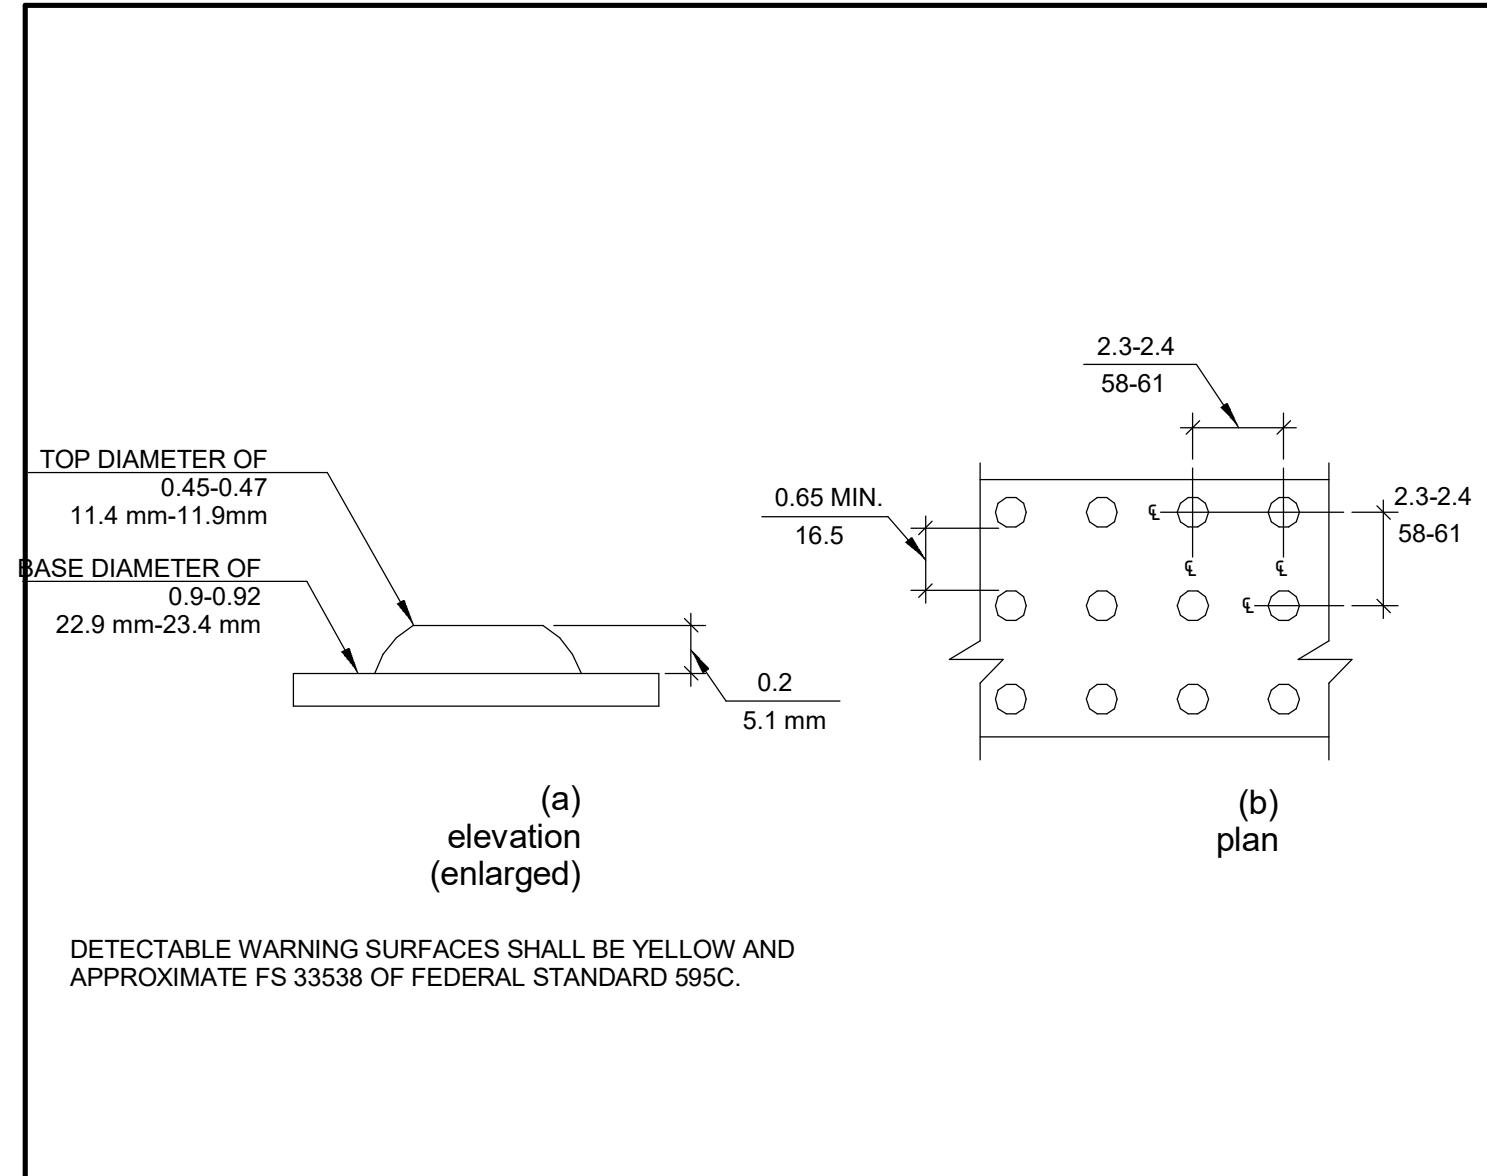 TOP DIAMETER OF
0.45-0.47
11.4 mm-11.9mm
BASE DIAMETER OF
0.9-0.92
22.9 mm-23.4 mm
0.2
5.1 mm
(a)
elevation
(enlarged)
2.3-2.4
58-61
0.65 MIN.
16.5
2.3-2.4
58-61
℄
℄
℄
℄
(b)
plan
DETECTABLE WARNING SURFACES SHALL BE YELLOW AND
APPROXIMATE FS 33538 OF FEDERAL STANDARD 595C.